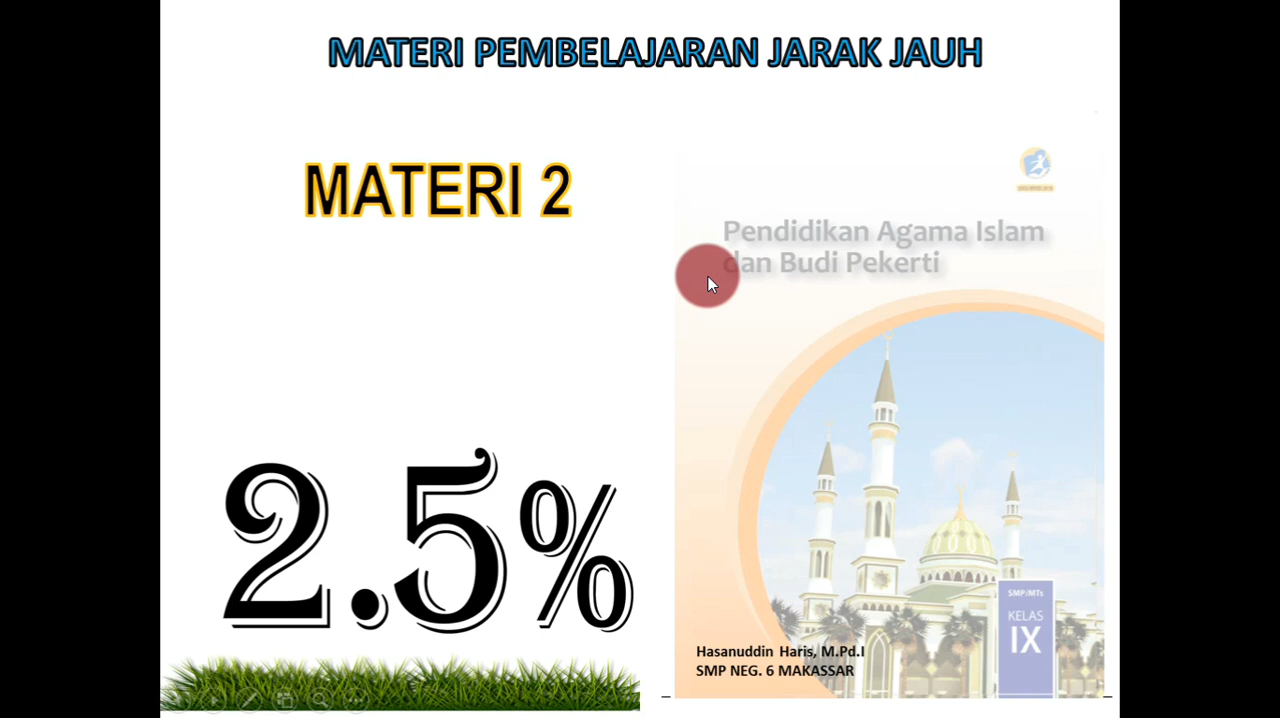 MATERI PEMBELAJARAN JARAK JAUH
MATERI 2
2.5%
Pendidikan Agama Islam
dan Budi Pekerti
SMP/MTs
KELAS
IX
Hasanuddin Haris, M.Pd.I
SMP NEG. 6 MAKASSAR